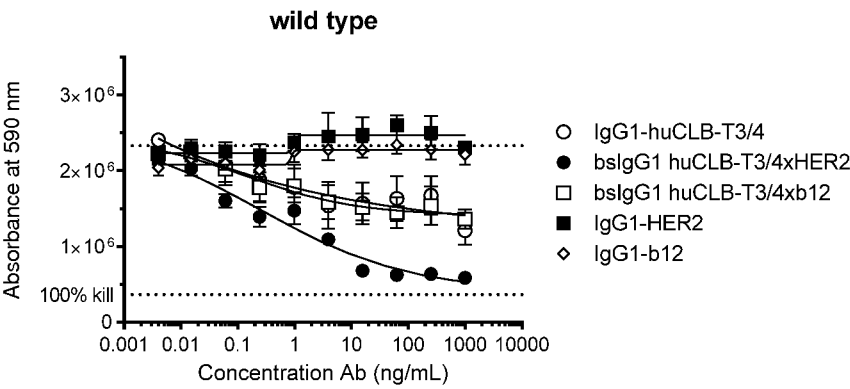 wild type
Absorbance at 590 nm
3×10⁶
2×10⁶
1×10⁶
100% kill
0
0.001 0.01 0.1 1 10 100 1000 10000
Concentration Ab (ng/mL)
IgG1-huCLB-T3/4
bsIgG1 huCLB-T3/4xHER2
bsIgG1 huCLB-T3/4xb12
IgG1-HER2
IgG1-b12